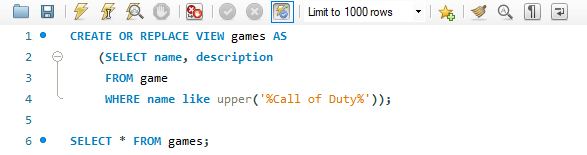 Limit to 1000 rows
1 CREATE OR REPLACE VIEW games AS
2 (SELECT name, description
3 FROM game
4 WHERE name like upper('%Call of Duty%'));
5
6 SELECT * FROM games;